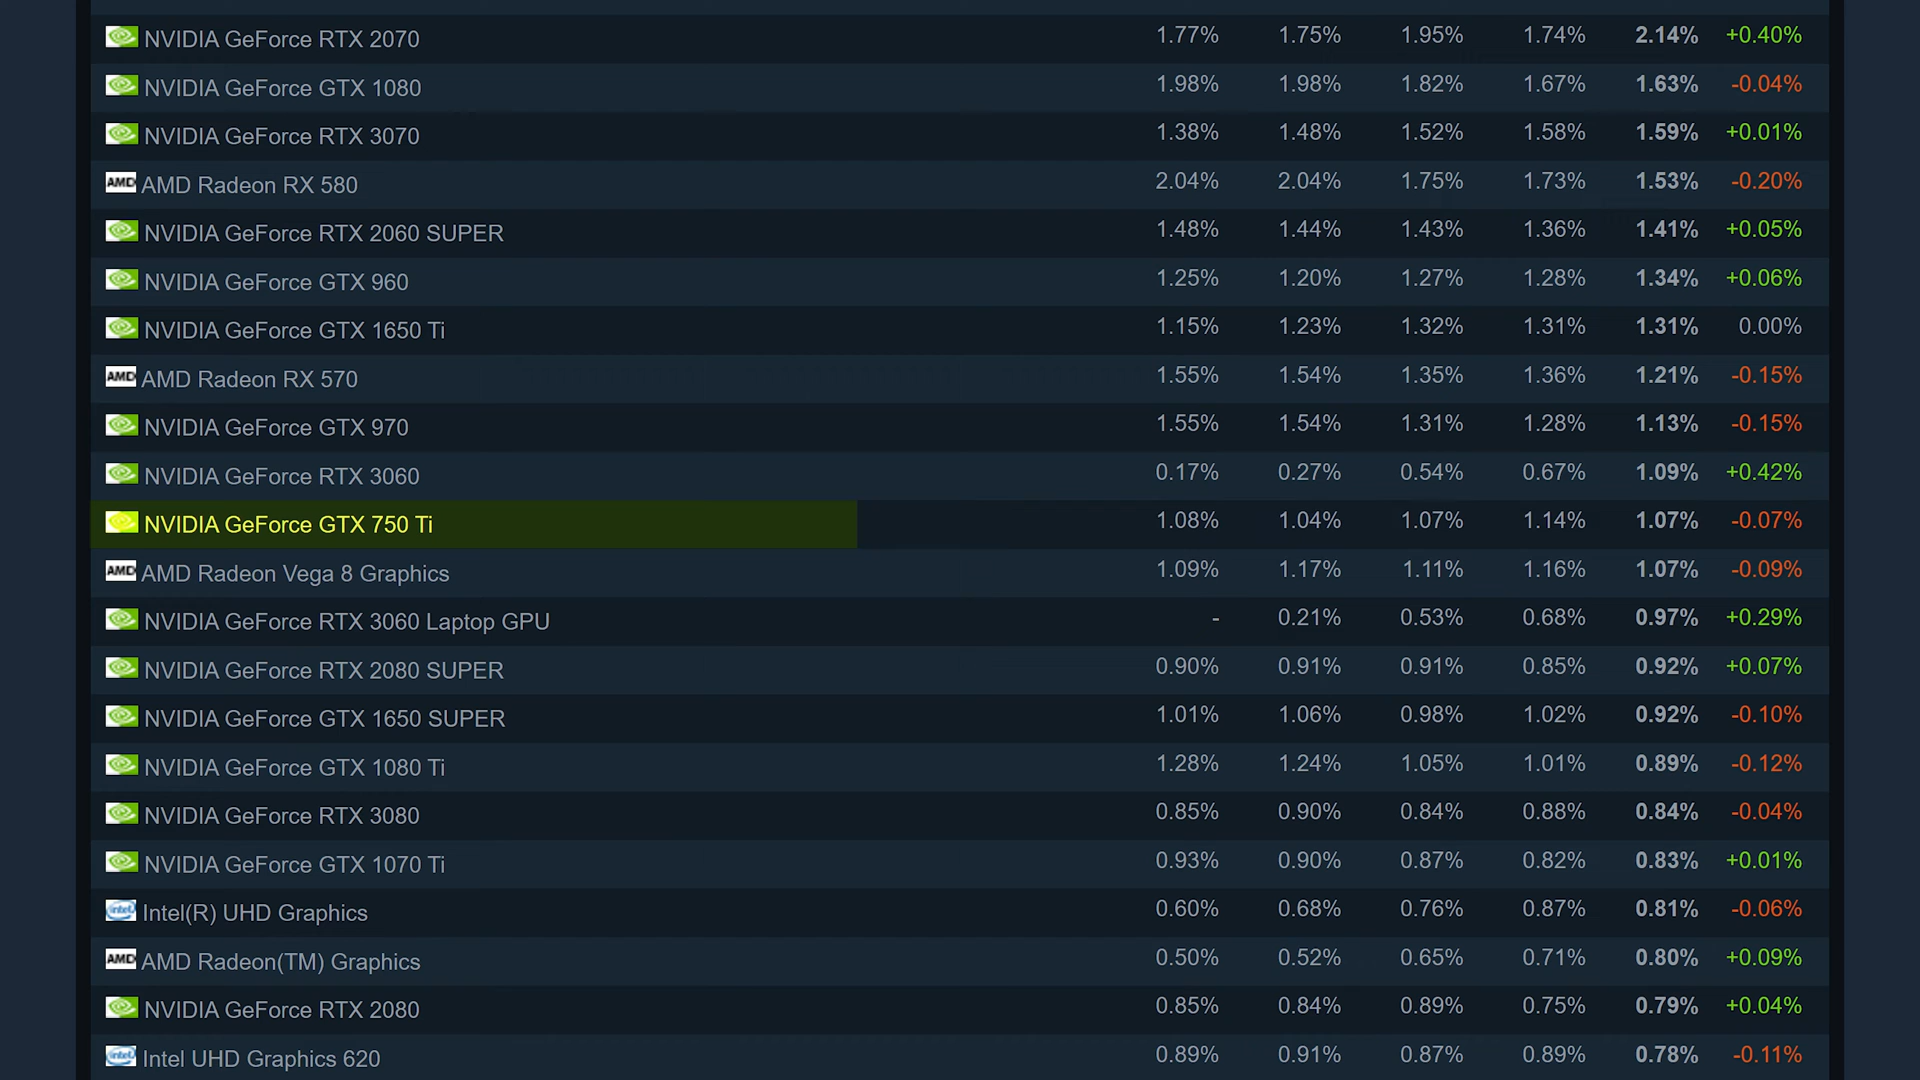 NVIDIA GeForce RTX 2070 1.77% 1.75% 1.95% 1.74% 2.14% +0.40%
NVIDIA GeForce GTX 1080 1.98% 1.98% 1.82% 1.67% 1.63% -0.04%
NVIDIA GeForce RTX 3070 1.38% 1.48% 1.52% 1.58% 1.59% +0.01%
AMD AMD Radeon RX 580 2.04% 2.04% 1.75% 1.73% 1.53% -0.20%
NVIDIA GeForce RTX 2060 SUPER 1.48% 1.44% 1.43% 1.36% 1.41% +0.05%
NVIDIA GeForce GTX 960 1.25% 1.20% 1.27% 1.28% 1.34% +0.06%
NVIDIA GeForce GTX 1650 Ti 1.15% 1.23% 1.32% 1.31% 1.31% 0.00%
AMD AMD Radeon RX 570 1.55% 1.54% 1.35% 1.36% 1.21% -0.15%
NVIDIA GeForce GTX 970 1.55% 1.54% 1.31% 1.28% 1.13% -0.15%
NVIDIA GeForce RTX 3060 0.17% 0.27% 0.54% 0.67% 1.09% +0.42%
NVIDIA GeForce GTX 750 Ti 1.08% 1.04% 1.07% 1.14% 1.07% -0.07%
AMD AMD Radeon Vega 8 Graphics 1.09% 1.17% 1.11% 1.16% 1.07% -0.09%
NVIDIA GeForce RTX 3060 Laptop GPU - 0.21% 0.53% 0.68% 0.97% +0.29%
NVIDIA GeForce RTX 2080 SUPER 0.90% 0.91% 0.91% 0.85% 0.92% +0.07%
NVIDIA GeForce GTX 1650 SUPER 1.01% 1.06% 0.98% 1.02% 0.92% -0.10%
NVIDIA GeForce GTX 1080 Ti 1.28% 1.24% 1.05% 1.01% 0.89% -0.12%
NVIDIA GeForce RTX 3080 0.85% 0.90% 0.84% 0.88% 0.84% -0.04%
NVIDIA GeForce GTX 1070 Ti 0.93% 0.90% 0.87% 0.82% 0.83% +0.01%
intel Intel(R) UHD Graphics 0.60% 0.68% 0.76% 0.87% 0.81% -0.06%
AMD AMD Radeon(TM) Graphics 0.50% 0.52% 0.65% 0.71% 0.80% +0.09%
NVIDIA GeForce RTX 2080 0.85% 0.84% 0.89% 0.75% 0.79% +0.04%
intel Intel UHD Graphics 620 0.89% 0.91% 0.87% 0.89% 0.78% -0.11%